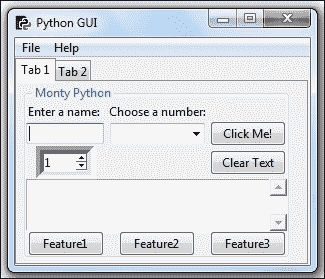 Python GUI
File Help
Tab 1 Tab 2
Monty Python
Enter a name: Choose a number:
Click Me!
1
Clear Text
Feature1 Feature2 Feature3